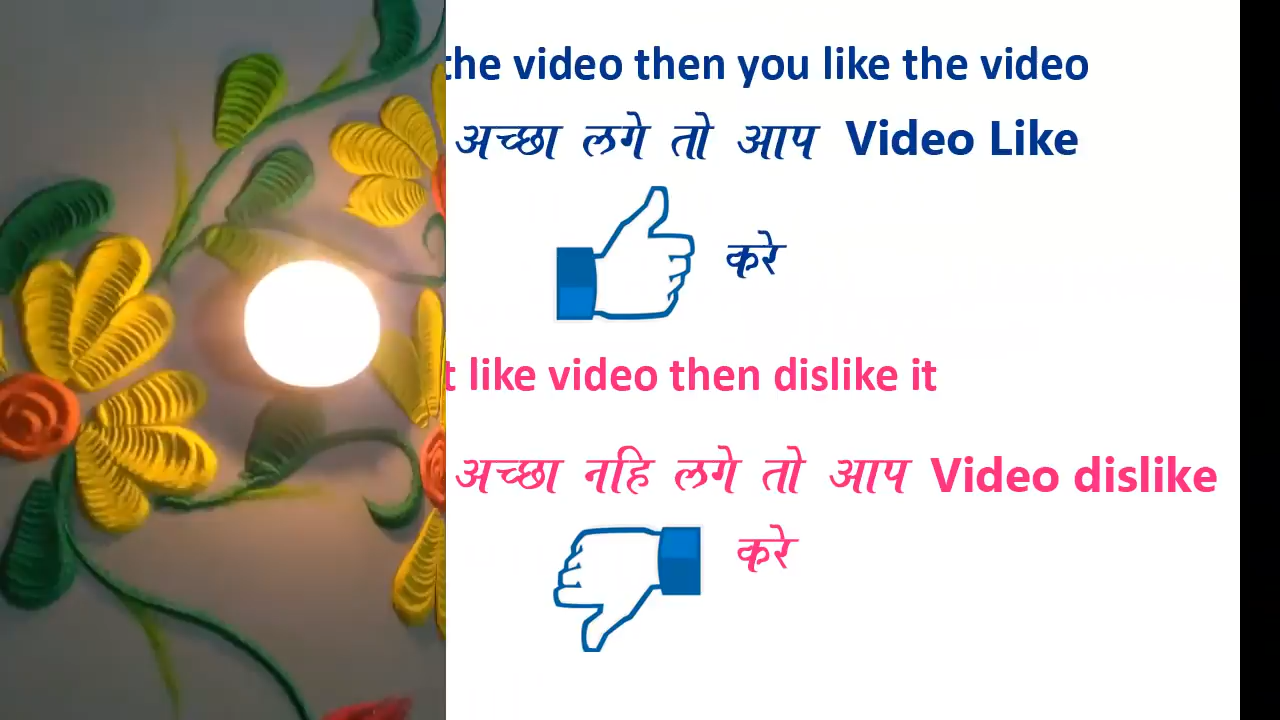 the video then you like the video
अच्छा लगे तो आप Video Like
करे
like video then dislike it
अच्छा नहि लगे तो आप Video dislike
करे